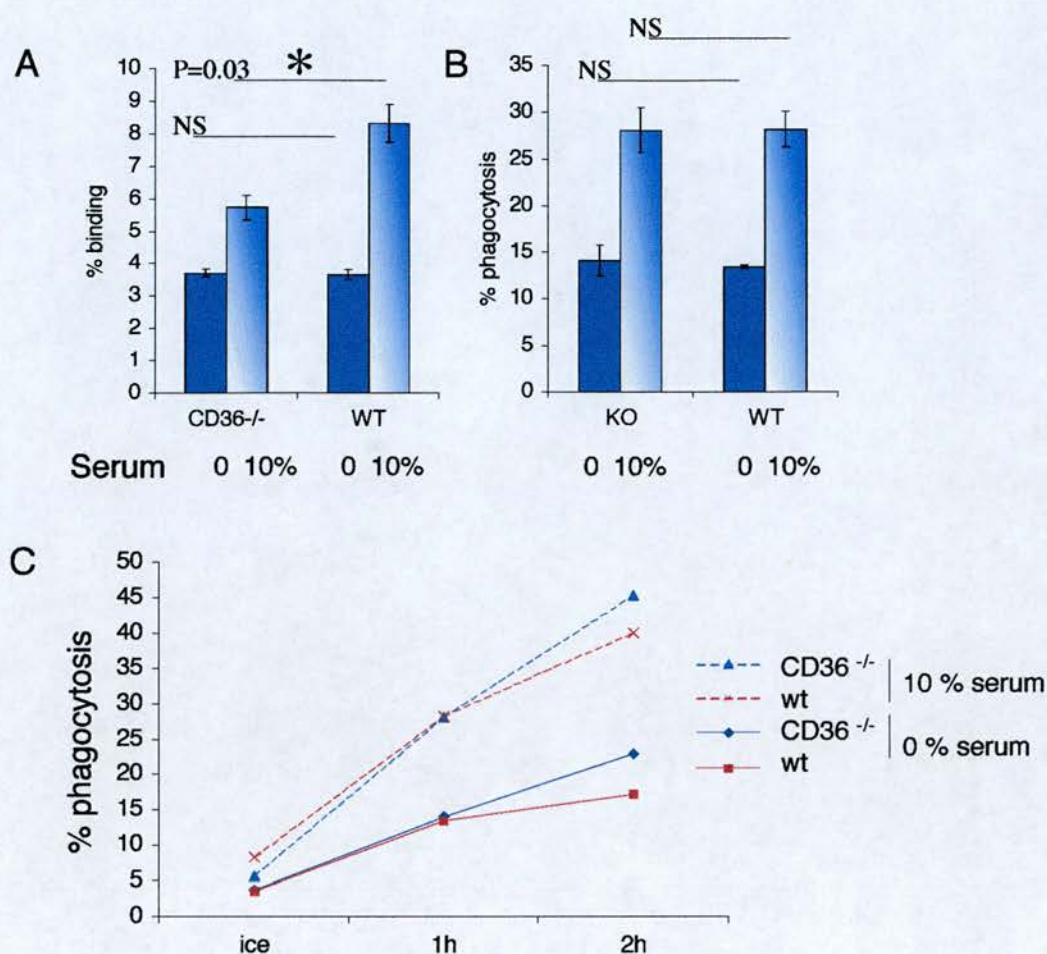 A
P=0.03 *
NS
10
9
8
7
6
5
4
3
2
1
0
% binding
CD36-/- WT
Serum 0 10% 0 10%
B
NS
NS
35
30
25
20
15
10
5
0
% phagocytosis
KO WT
0 10% 0 10%
C
50
45
40
35
30
25
20
15
10
5
0
% phagocytosis
ice 1h 2h
CD36 -/-
wt
10 % serum
CD36 -/-
wt
0 % serum